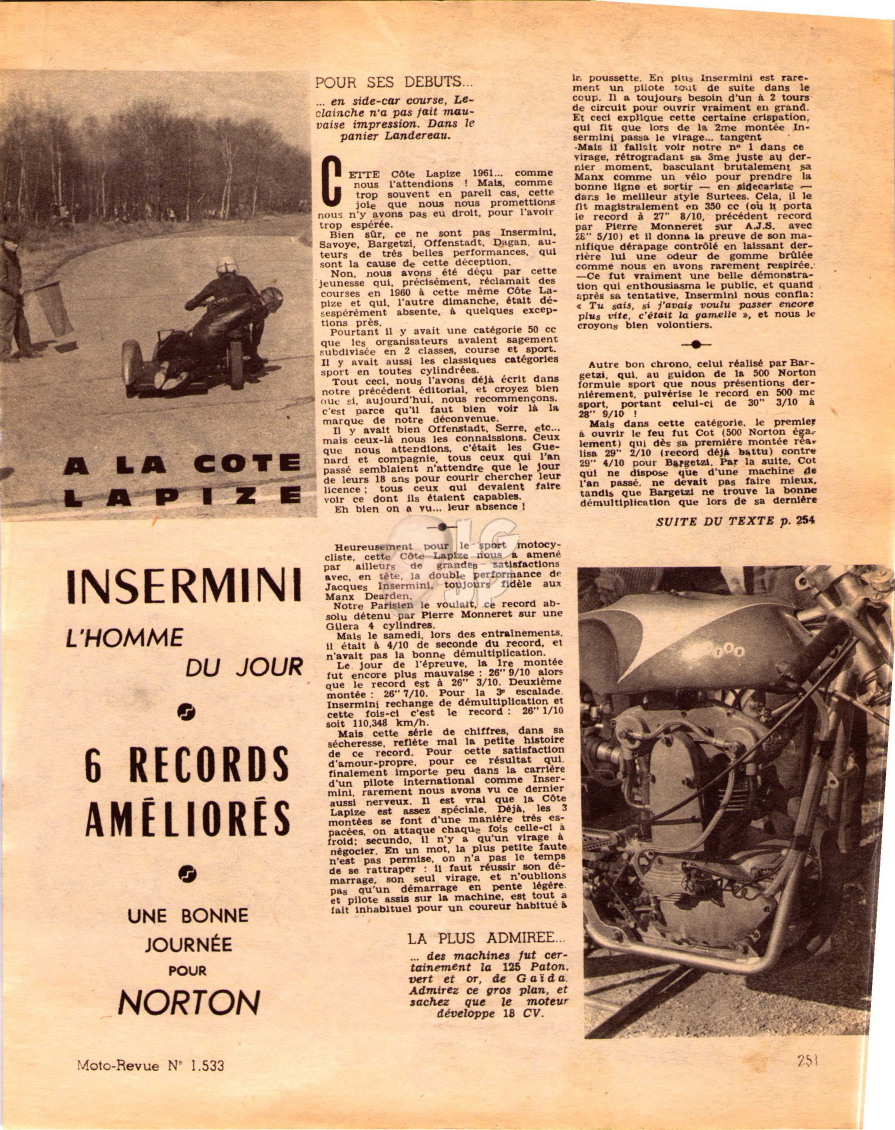 POUR SES DEBUTS...
... en side-car course, Le-
clainche n'a pas fait mau-
vaise impression. Dans le
panier Landereau.
CETTE Côte Lapize 1961... comme
nous l'attendions ! Mais, comme
trop souvent en pareil cas, cette
joie que nous nous promettions
nous n'y avons pas eu droit, pour l'avoir
trop espérée.
Bien sûr, ce ne sont pas Insermini,
Savoye, Bargetzi, Offenstadt, Dagan, au-
teurs de très belles performances, qui
sont la cause de cette déception.
Non, nous avons été déçu par cette
jeunesse qui, précisément, réclamait des
courses en 1960 à cette même Côte La-
pize et qui, l'autre dimanche, était dé-
sespérément absente, à quelques excep-
tions près.
Pourtant il y avait une catégorie 50 cc
que les organisateurs avaient sagement
subdivisée en 2 classes, course et sport.
Il y avait aussi les classiques catégories
sport en toutes cylindrées.
Tout ceci, nous l'avons déjà écrit dans
notre précédent éditorial, et croyez bien
que si, aujourd'hui, nous recommençons,
c'est parce qu'il faut bien voir là la
marque de notre déconvenue.
Il y avait bien Offenstadt, Serre, etc...
mais ceux-là nous les connaissions. Ceux
que nous attendions, c'était les Gue-
nard et compagnie, tous ceux qui l'an
passé semblaient n'attendre que le jour
de leurs 18 ans pour courir chercher leur
licence ; tous ceux qui devaient faire
voir ce dont ils étaient capables.
Eh bien on a vu... leur absence !
Heureusement pour le sport motocy-
cliste, cette Côte Lapize nous a amené
par ailleurs de grandes satisfactions
avec, en tête, la double performance de
Jacques Insermini, toujours fidèle aux
Manx Dearden.
Notre Parisien le voulait, ce record ab-
solu détenu par Pierre Monneret sur une
Gilera 4 cylindres.
Mais le samedi, lors des entraînements,
il était à 4/10 de seconde du record, et
n'avait pas la bonne démultiplication.
Le jour de l'épreuve, la 1re montée
fut encore plus mauvaise : 26" 9/10 alors
que le record est à 26" 3/10. Deuxième
montée : 26" 7/10. Pour la 3e escalade,
Insermini rechange de démultiplication et
cette fois-ci c'est le record : 26" 1/10
soit 110,348 km/h.
Mais cette série de chiffres, dans sa
sécheresse, reflète mal la petite histoire
de ce record. Pour cette satisfaction
d'amour-propre, pour ce résultat qui,
finalement importe peu dans la carrière
d'un pilote international comme Inser-
mini, rarement nous avons vu ce dernier
aussi nerveux. Il est vrai que la Côte
Lapize est assez spéciale. Déjà, les 3
montées se font d'une manière très es-
pacées, on attaque chaque fois celle-ci à
froid; secundo, il n'y a qu'un virage à
négocier. En un mot, la plus petite faute
n'est pas permise, on n'a pas le temps
de se rattraper : il faut réussir son dé-
marrage, son seul virage, et n'oublions
pas qu'un démarrage en pente légère,
et pilote assis sur la machine, est tout a
fait inhabituel pour un coureur habitué à
LA PLUS ADMIREE...
... des machines fut cer-
tainement la 125 Paton,
vert et or, de Gaïda.
Admirez ce gros plan, et
sachez que le moteur
développe 18 CV.
la poussette. En plus Insermini est rare-
ment un pilote tout de suite dans le
coup. Il a toujours besoin d'un à 2 tours
de circuit pour ouvrir vraiment en grand.
Et ceci explique cette certaine crispation,
qui fit que lors de la 2me montée In-
sermini passa le virage... tangent
-Mais il fallait voir notre n° 1 dans ce
virage, rétrogradant sa 3me juste au der-
nier moment, basculant brutalement sa
Manx comme un vélo pour prendre la
bonne ligne et sortir — en sidecariste —
dans le meilleur style Surtees. Cela, il le
fit magistralement en 350 cc (où il porta
le record à 27" 8/10, précédent record
par Pierre Monneret sur A.J.S. avec
28" 5/10) et il donna la preuve de son ma-
nifique dérapage contrôlé en laissant der-
rière lui une odeur de gomme brûlée
comme nous en avons rarement respirée.
—Ce fut vraiment une belle démonstra-
tion qui enthousiasma le public, et quand
après sa tentative, Insermini nous confia:
« Tu sais, si j'avais voulu passer encore
plus vite, c'était la gamelle », et nous le
croyons bien volontiers.
Autre bon chrono, celui réalisé par Bar-
getzi, qui, au guidon de la 500 Norton
formule sport que nous présentions der-
nièrement, pulvérise le record en 500 mc
sport, portant celui-ci de 30" 3/10 à
28" 9/10 !
Mais dans cette catégorie, le premier
à ouvrir le feu fut Cot (500 Norton éga-
lement) qui dès sa première montée réa-
lisa 29" 2/10 (record déjà battu) contre
29" 4/10 pour Bargetzi. Par la suite, Cot
qui ne dispose que d'une machine de
l'an passé, ne devait pas faire mieux,
tandis que Bargetzi ne trouve la bonne
démultiplication que lors de sa dernière
SUITE DU TEXTE p. 254
A LA COTE
LAPIZE
INSERMINI
L'HOMME
DU JOUR
6 RECORDS
AMÉLIORÉS
UNE BONNE
JOURNÉE
POUR
NORTON
Moto-Revue N° 1.533
251